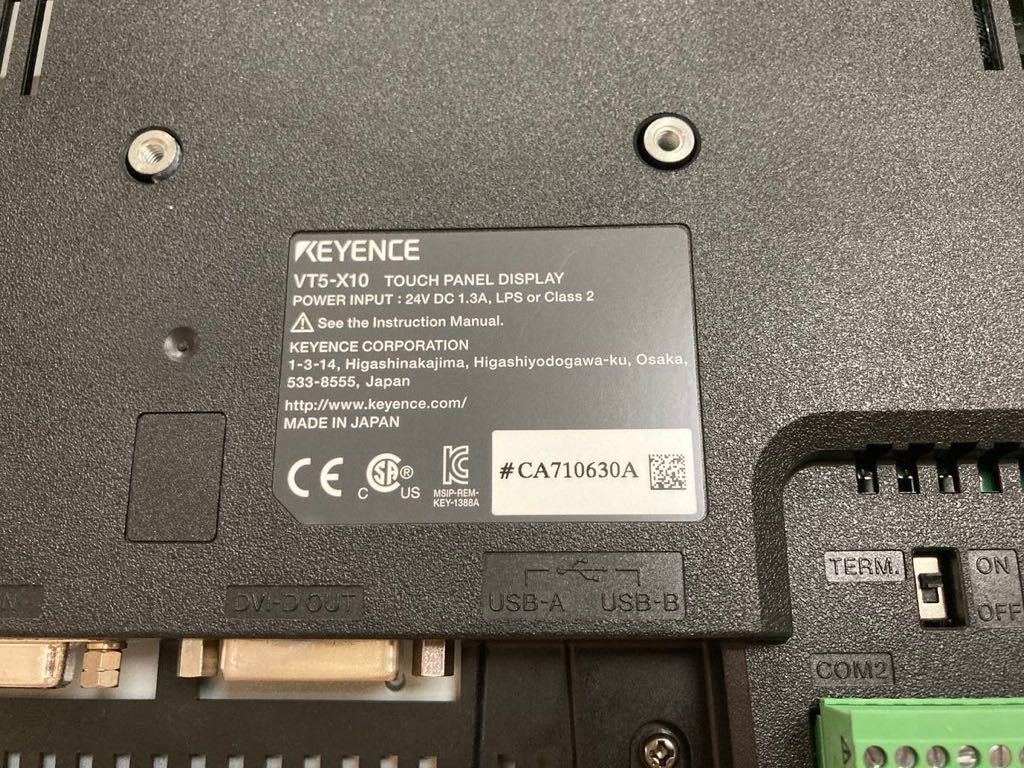 KEYENCE
VT5-X10 TOUCH PANEL DISPLAY
POWER INPUT : 24V DC 1.3A, LPS or Class 2
See the Instruction Manual.
KEYENCE CORPORATION
1-3-14, Higashinakajima, Higashiyodogawa-ku, Osaka,
533-8555, Japan
http://www.keyence.com/
MADE IN JAPAN
CE
C SA ® US
MSIP-REM-
KEY-1388A
#CA710630A
TERM.
ON
OFF
DVI-D OUT
USB-A USB-B
COM2
A